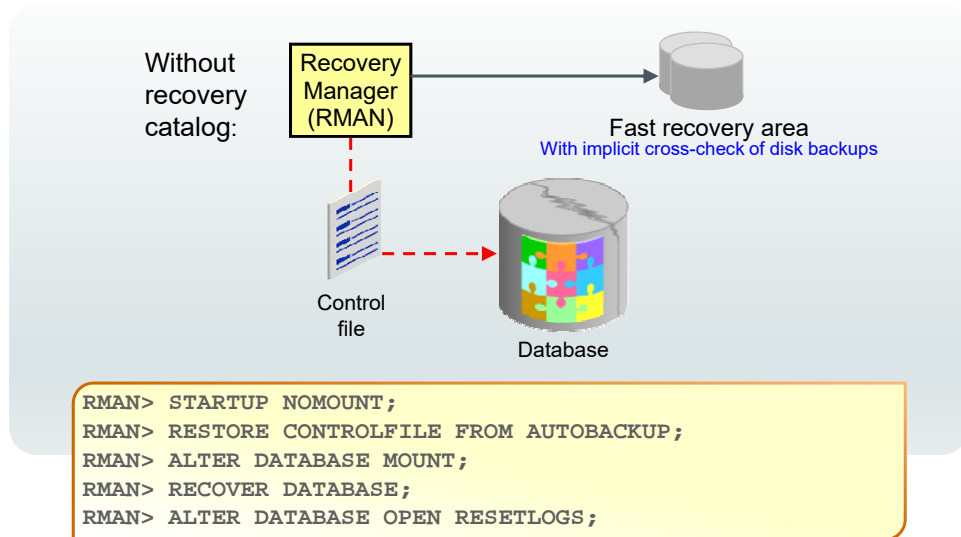 Without
recovery
catalog:
Recovery
Manager
(RMAN)
Fast recovery area
With implicit cross-check of disk backups
Control
file
Database
RMAN> STARTUP NOMOUNT;
RMAN> RESTORE CONTROLFILE FROM AUTOBACKUP;
RMAN> ALTER DATABASE MOUNT;
RMAN> RECOVER DATABASE;
RMAN> ALTER DATABASE OPEN RESETLOGS;